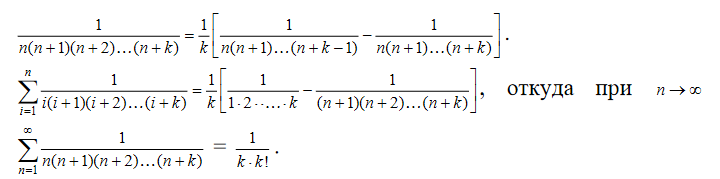 1/(n(n+1)(n+2)…(n+k)) = 1/k [1/(n(n+1)…(n+k−1)) − 1/(n(n+1)…(n+k))].
∑_{i=1}^{n} 1/(i(i+1)(i+2)…(i+k)) = 1/k [1/(1·2·…·k) − 1/((n+1)(n+2)…(n+k))], откуда при n→∞
∑_{n=1}^{∞} 1/(n(n+1)(n+2)…(n+k)) = 1/(k·k!).